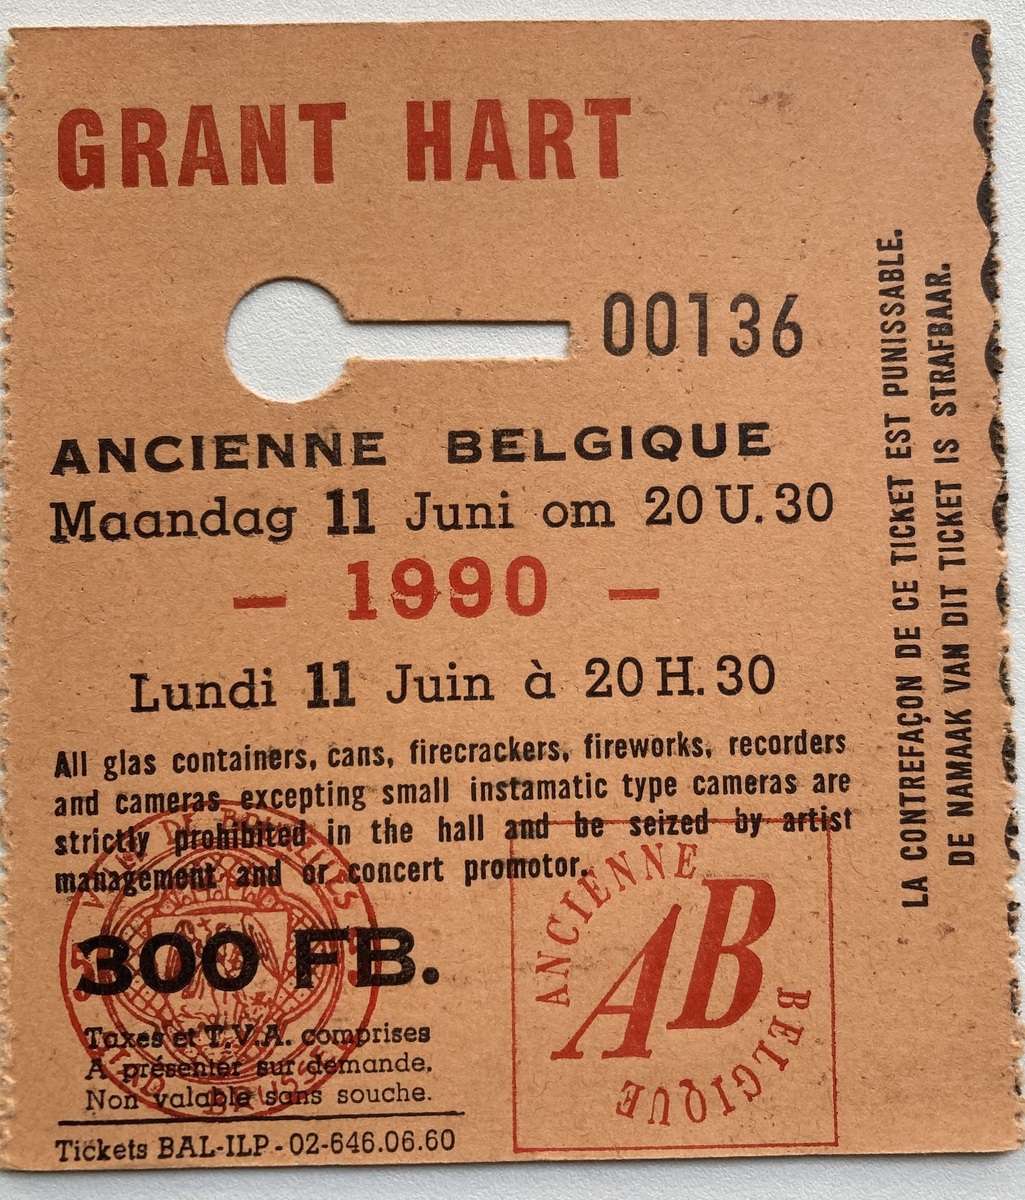 GRANT HART
00136
ANCIENNE BELGIQUE
Maandag 11 Juni om 20 U. 30
— 1990 —
Lundi 11 Juin à 20 H. 30
All glas containers, cans, firecrackers, fireworks, recorders
and cameras excepting small instamatic type cameras are
strictly prohibited in the hall and be seized by artist
management and or concert promotor.
300 FB.
Taxes et T.V.A. comprises
A présenter sur demande.
Non valable sans souche.
Tickets BAL-ILP - 02-646.06.60
ANCIENNE
AB
BELGIQUE
LA CONTREFAÇON DE CE TICKET EST PUNISSABLE.
DE NAMAAK VAN DIT TICKET IS STRAFBAAR.